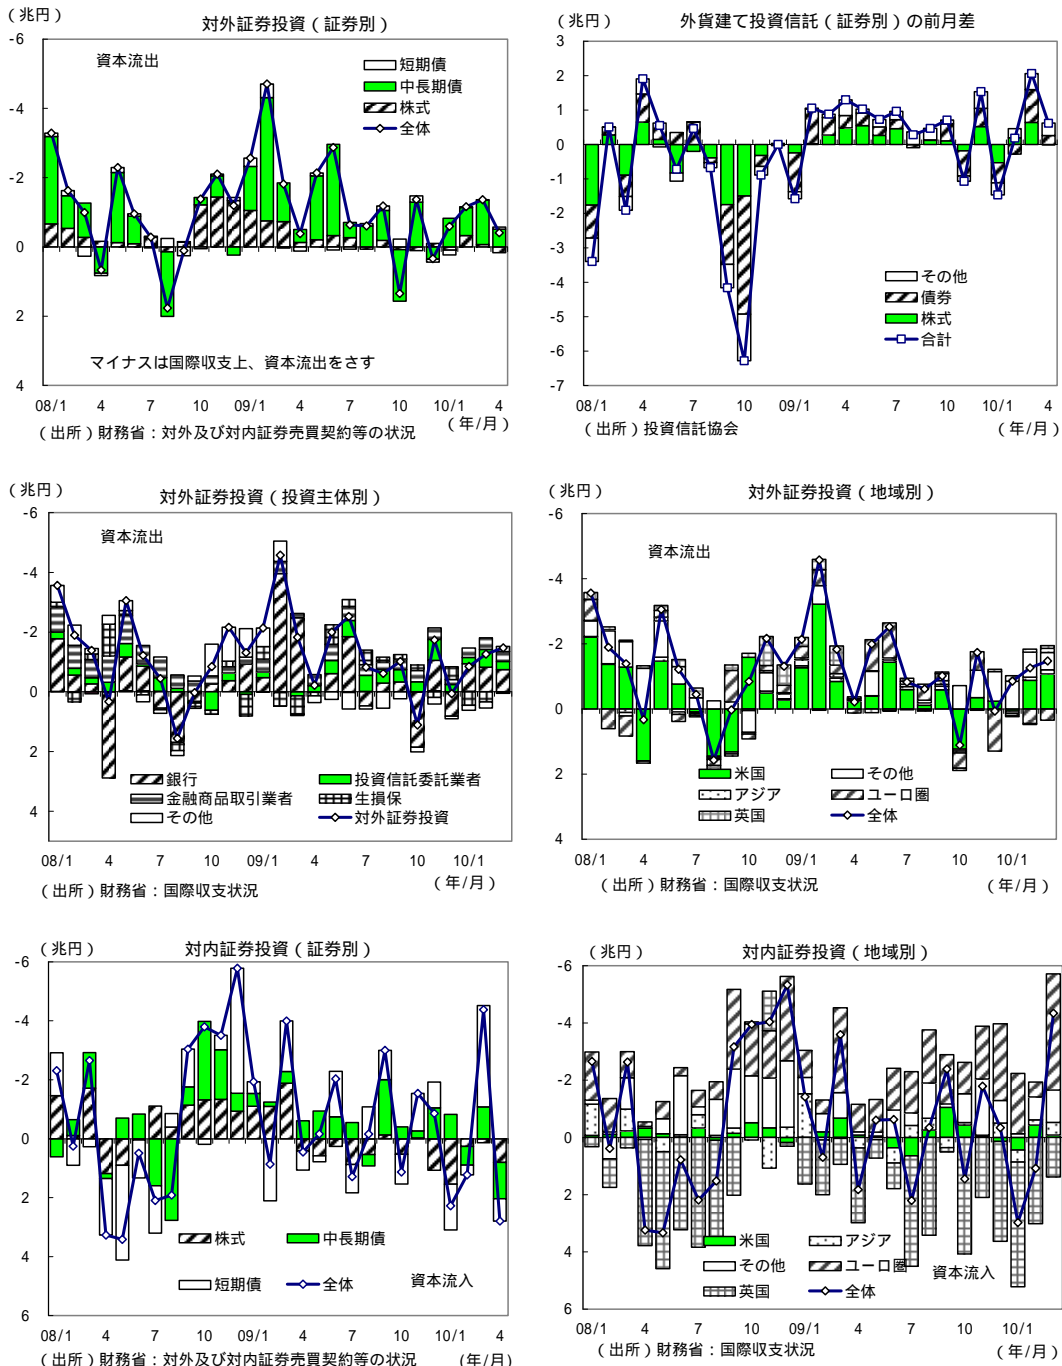 （兆円）
対外証券投資（証券別）
-6
-4
-2
0
2
4
資本流出
短期債
中長期債
株式
全体
マイナスは国際収支上、資本流出をさす
08/1 4 7 10 09/1 4 7 10 10/1 4
（年/月）
（出所）財務省：対外及び対内証券売買契約等の状況
（兆円）
外貨建て投資信託（証券別）の前月差
3
2
1
0
-1
-2
-3
-4
-5
-6
-7
その他
債券
株式
合計
08/1 4 7 10 09/1 4 7 10 10/1 4
（出所）投資信託協会
（年/月）
（兆円）
対外証券投資（投資主体別）
-6
-4
-2
0
2
4
資本流出
銀行
投資信託委託業者
金融商品取引業者
生損保
その他
対外証券投資
08/1 4 7 10 09/1 4 7 10 10/1
（年/月）
（出所）財務省：国際収支状況
（兆円）
対外証券投資（地域別）
-6
-4
-2
0
2
4
資本流出
米国
その他
アジア
ユーロ圏
英国
全体
08/1 4 7 10 09/1 4 7 10 10/1
（出所）財務省：国際収支状況
（年/月）
（兆円）
対内証券投資（証券別）
-6
-4
-2
0
2
4
6
株式
中長期債
短期債
全体
資本流入
08/1 4 7 10 09/1 4 7 10 10/1 4
（出所）財務省：対外及び対内証券売買契約等の状況
（年/月）
（兆円）
対内証券投資（地域別）
-6
-4
-2
0
2
4
6
米国
アジア
その他
ユーロ圏
英国
全体
資本流入
08/1 4 7 10 09/1 4 7 10 10/1
（出所）財務省：国際収支状況
（年/月）